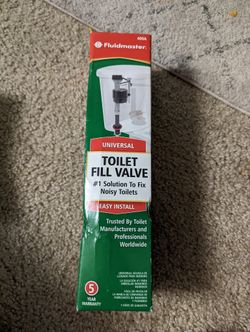 Fluidmaster
400A
UNIVERSAL
TOILET
FILL VALVE
#1 Solution To Fix
Noisy Toilets
EASY INSTALL
Trusted By Toilet
Manufacturers and
Professionals
Worldwide
5
YEAR
WARRANTY